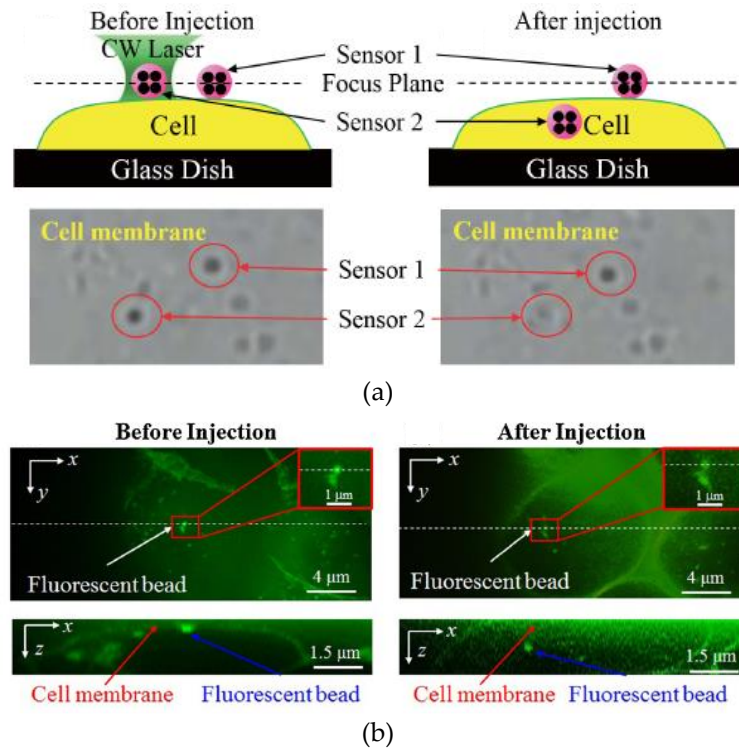 Before Injection
CW Laser
Sensor 1
After injection
Focus Plane
Cell
Sensor 2
Cell
Glass Dish
Glass Dish
Cell membrane
Sensor 1
Cell membrane
Sensor 2
(a)
Before Injection
After Injection
x
y
1 μm
Fluorescent bead
4 μm
x
y
1 μm
Fluorescent bead
4 μm
x
z
1.5 μm
Cell membrane
Fluorescent bead
x
z
1.5 μm
Cell membrane
Fluorescent bead
(b)